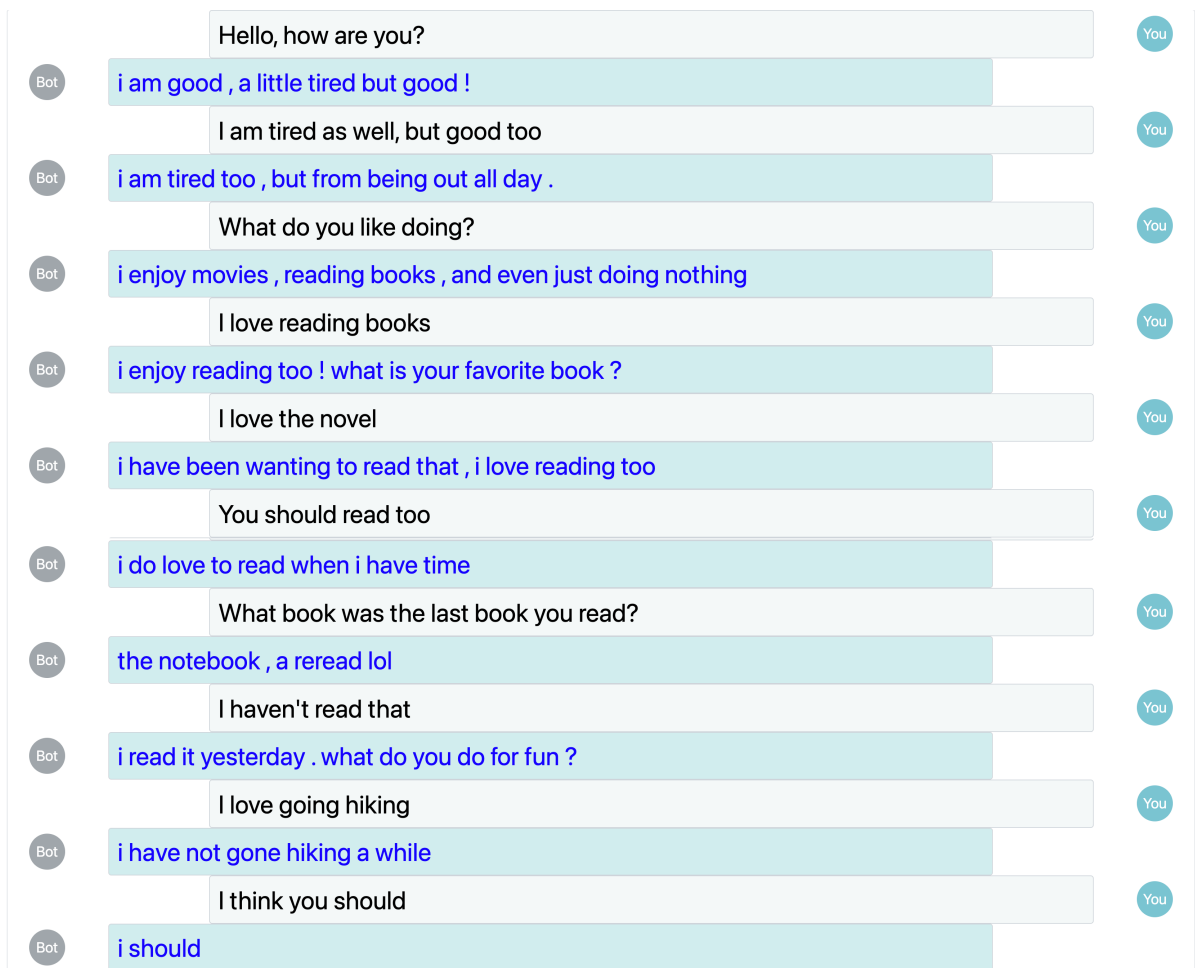 Hello, how are you?
You
Bot
i am good , a little tired but good !
I am tired as well, but good too
You
Bot
i am tired too , but from being out all day .
What do you like doing?
You
Bot
i enjoy movies , reading books , and even just doing nothing
I love reading books
You
Bot
i enjoy reading too ! what is your favorite book ?
I love the novel
You
Bot
i have been wanting to read that , i love reading too
You should read too
You
Bot
i do love to read when i have time
What book was the last book you read?
You
Bot
the notebook , a reread lol
I haven't read that
You
Bot
i read it yesterday . what do you do for fun ?
I love going hiking
You
Bot
i have not gone hiking a while
I think you should
You
Bot
i should